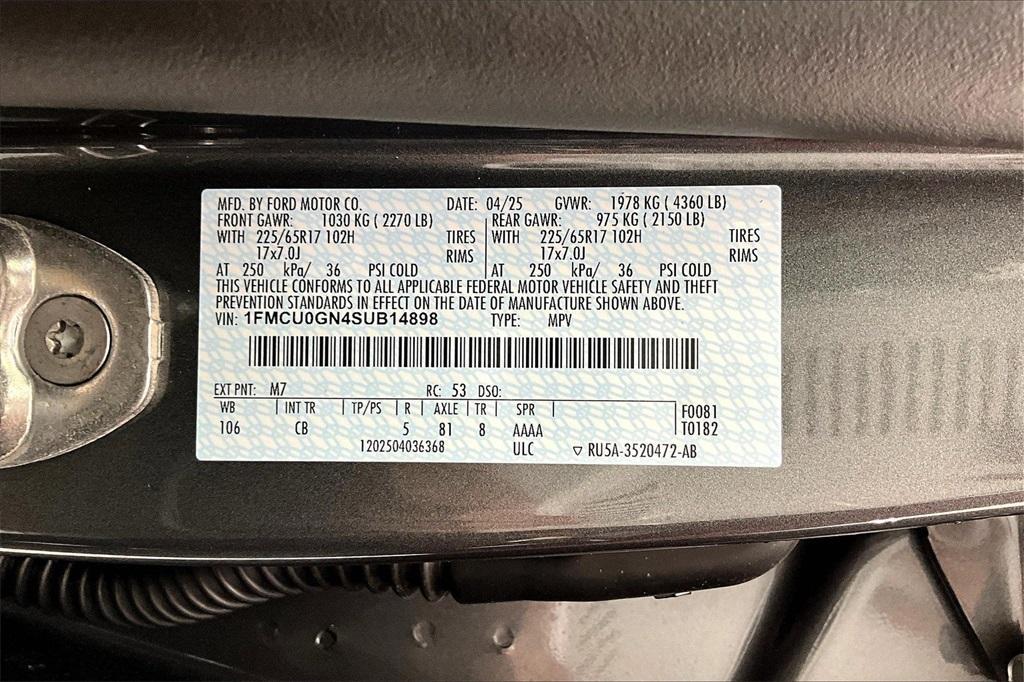 MFD. BY FORD MOTOR CO. DATE: 04/25 GVWR: 1978 KG ( 4360 LB)
FRONT GAWR: 1030 KG ( 2270 LB) REAR GAWR: 975 KG ( 2150 LB)
WITH 225/65R17 102H TIRES WITH 225/65R17 102H TIRES
17x7.0J RIMS 17x7.0J RIMS
AT 250 kPa/ 36 PSI COLD AT 250 kPa/ 36 PSI COLD
THIS VEHICLE CONFORMS TO ALL APPLICABLE FEDERAL MOTOR VEHICLE SAFETY AND THEFT
PREVENTION STANDARDS IN EFFECT ON THE DATE OF MANUFACTURE SHOWN ABOVE.
VIN: 1FMCU0GN4SUB14898 TYPE: MPV
EXT PNT: M7 RC: 53 DSO:
WB INT TR TP/PS R AXLE TR SPR F0081
106 CB 5 81 8 AAAA T0182
1202504036368 ULC ▽ RU5A-3520472-AB